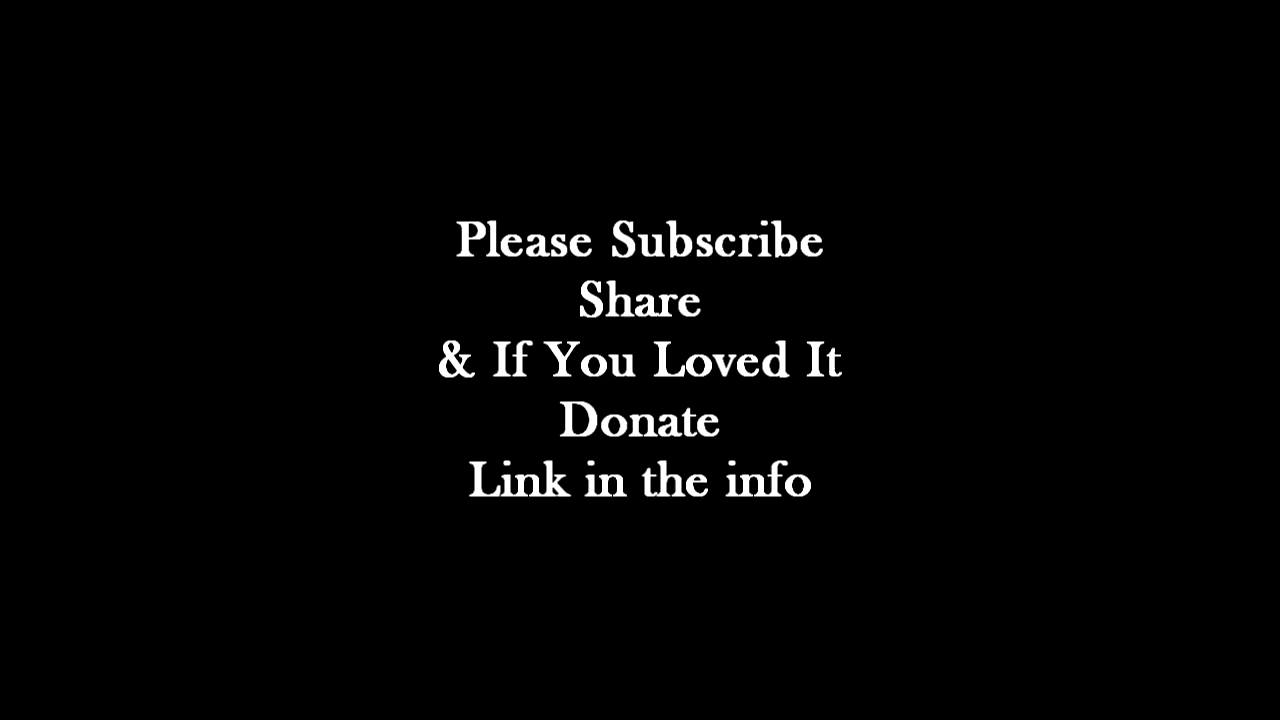 Please Subscribe
Share
& If You Loved It
Donate
Link in the info